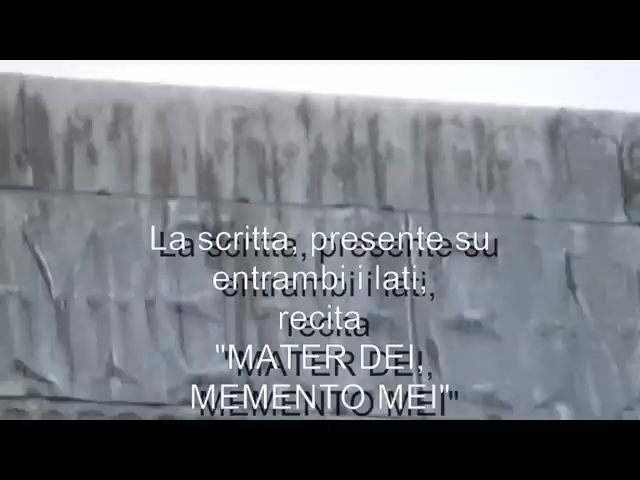 La scritta, presente su
entrambi i lati,
recita
"MATER DEI,
MEMENTO MEI"